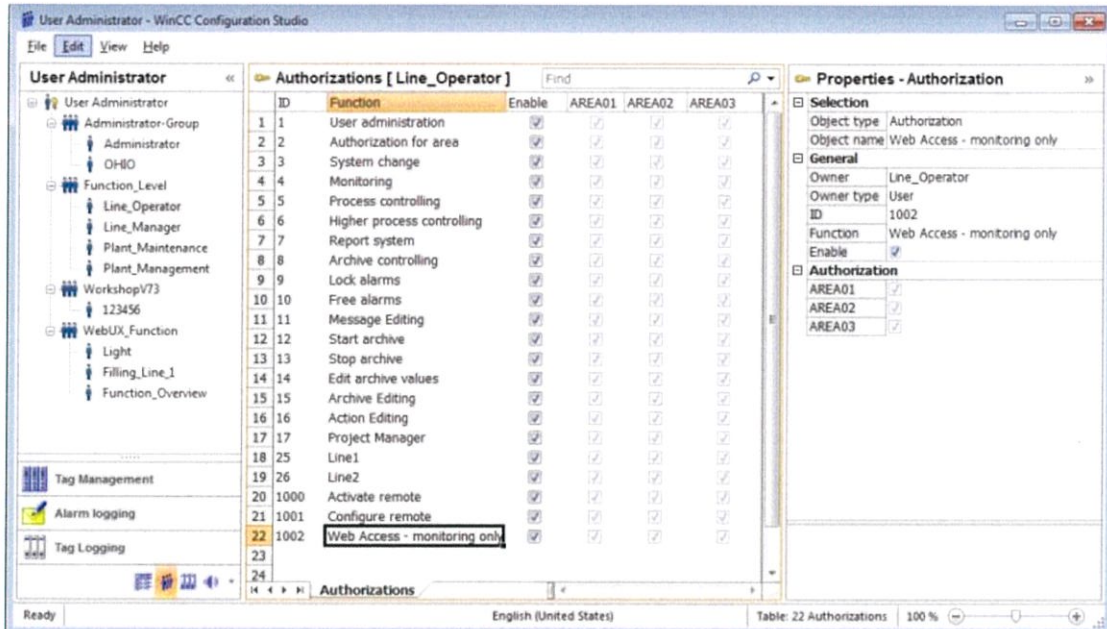 User Administrator - WinCC Configuration Studio
File Edit View Help
User Administrator «
User Administrator
Administrator-Group
Administrator
OHIO
Function_Level
Line_Operator
Line_Manager
Plant_Maintenance
Plant_Management
WorkshopV73
123456
WebUX_Function
Light
Filling_Line_1
Function_Overview
Tag Management
Alarm logging
Tag Logging
Authorizations [ Line_Operator ] Find
ID Function Enable AREA01 AREA02 AREA03
1 1 User administration
2 2 Authorization for area
3 3 System change
4 4 Monitoring
5 5 Process controlling
6 6 Higher process controlling
7 7 Report system
8 8 Archive controlling
9 9 Lock alarms
10 10 Free alarms
11 11 Message Editing
12 12 Start archive
13 13 Stop archive
14 14 Edit archive values
15 15 Archive Editing
16 16 Action Editing
17 17 Project Manager
18 25 Line1
19 26 Line2
20 1000 Activate remote
21 1001 Configure remote
22 1002 Web Access - monitoring only
23
24
Authorizations
Properties - Authorization »
Selection
Object type Authorization
Object name Web Access - monitoring only
General
Owner Line_Operator
Owner type User
ID 1002
Function Web Access - monitoring only
Enable
Authorization
AREA01
AREA02
AREA03
Ready English (United States) Table: 22 Authorizations 100 %